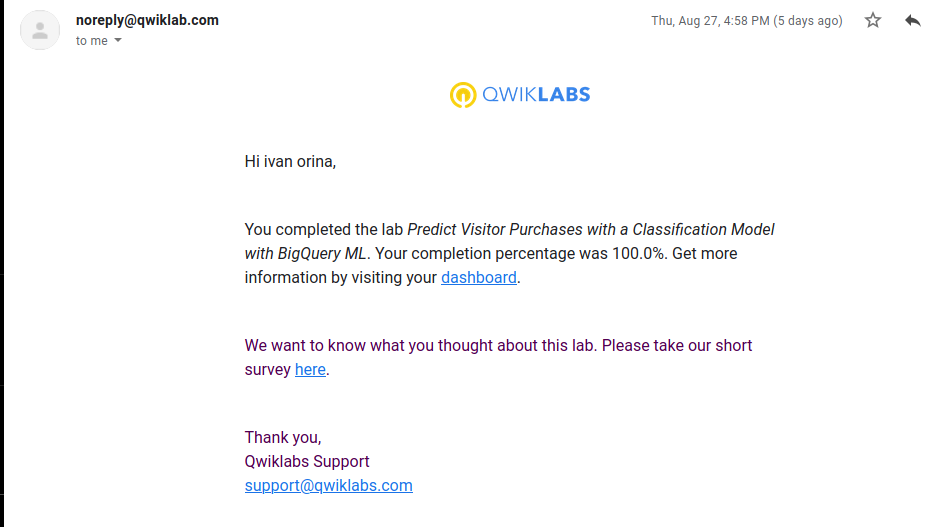 noreply@qwiklab.com
Thu, Aug 27, 4:58 PM (5 days ago)
to me
QWIKLABS
Hi ivan orina,
You completed the lab Predict Visitor Purchases with a Classification Model
with BigQuery ML. Your completion percentage was 100.0%. Get more
information by visiting your dashboard.
We want to know what you thought about this lab. Please take our short
survey here.
Thank you,
Qwiklabs Support
support@qwiklabs.com